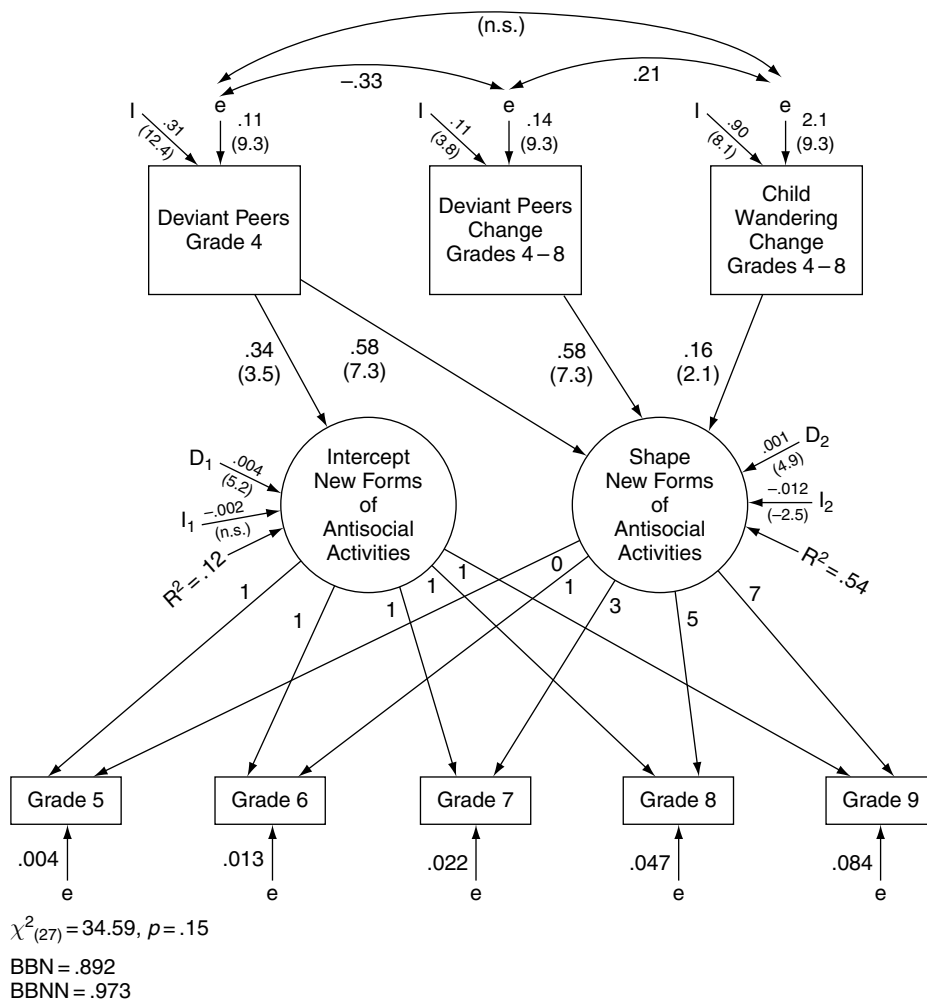 (n.s.)
–.33
.21
I
.31
(12.4)
e
.11
(9.3)
I
.11
(3.8)
e
.14
(9.3)
I
.90
(8.1)
e
2.1
(9.3)
Deviant Peers
Grade 4
Deviant Peers
Change
Grades 4 – 8
Child
Wandering
Change
Grades 4 – 8
.34
(3.5)
.58
(7.3)
.58
(7.3)
.16
(2.1)
D1
.004
(5.2)
I1
–.002
(n.s.)
R² = .12
Intercept
New Forms
of
Antisocial
Activities
Shape
New Forms
of
Antisocial
Activities
.001
(4.9)
D2
–.012
(–2.5)
I2
R² = .54
1
1
1
1
1
0
1
3
5
7
Grade 5
Grade 6
Grade 7
Grade 8
Grade 9
.004
e
.013
e
.022
e
.047
e
.084
e
χ²(27) = 34.59, p = .15
BBN = .892
BBNN = .973